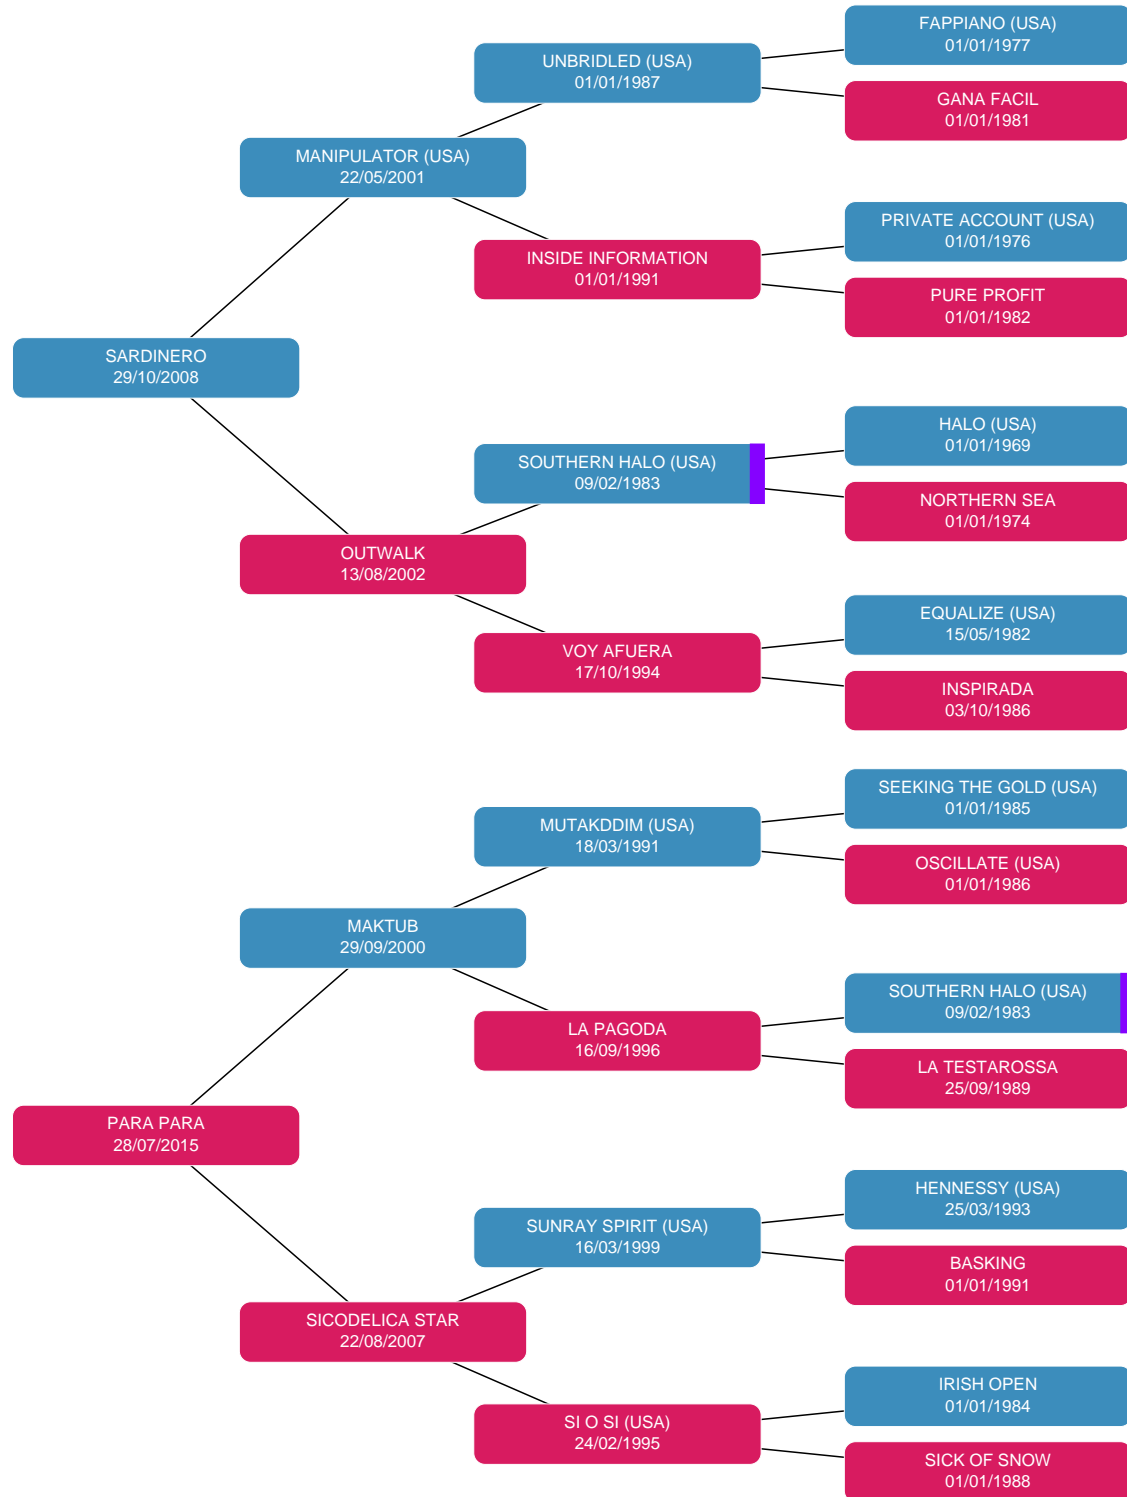 FAPPIANO (USA)
01/01/1977
UNBRIDLED (USA)
01/01/1987
GANA FACIL
01/01/1981
MANIPULATOR (USA)
22/05/2001
PRIVATE ACCOUNT (USA)
01/01/1976
INSIDE INFORMATION
01/01/1991
PURE PROFIT
01/01/1982
SARDINERO
29/10/2008
HALO (USA)
01/01/1969
SOUTHERN HALO (USA)
09/02/1983
NORTHERN SEA
01/01/1974
OUTWALK
13/08/2002
EQUALIZE (USA)
15/05/1982
VOY AFUERA
17/10/1994
INSPIRADA
03/10/1986
SEEKING THE GOLD (USA)
01/01/1985
MUTAKDDIM (USA)
18/03/1991
OSCILLATE (USA)
01/01/1986
MAKTUB
29/09/2000
SOUTHERN HALO (USA)
09/02/1983
LA PAGODA
16/09/1996
LA TESTAROSSA
25/09/1989
PARA PARA
28/07/2015
HENNESSY (USA)
25/03/1993
SUNRAY SPIRIT (USA)
16/03/1999
BASKING
01/01/1991
SICODELICA STAR
22/08/2007
IRISH OPEN
01/01/1984
SI O SI (USA)
24/02/1995
SICK OF SNOW
01/01/1988